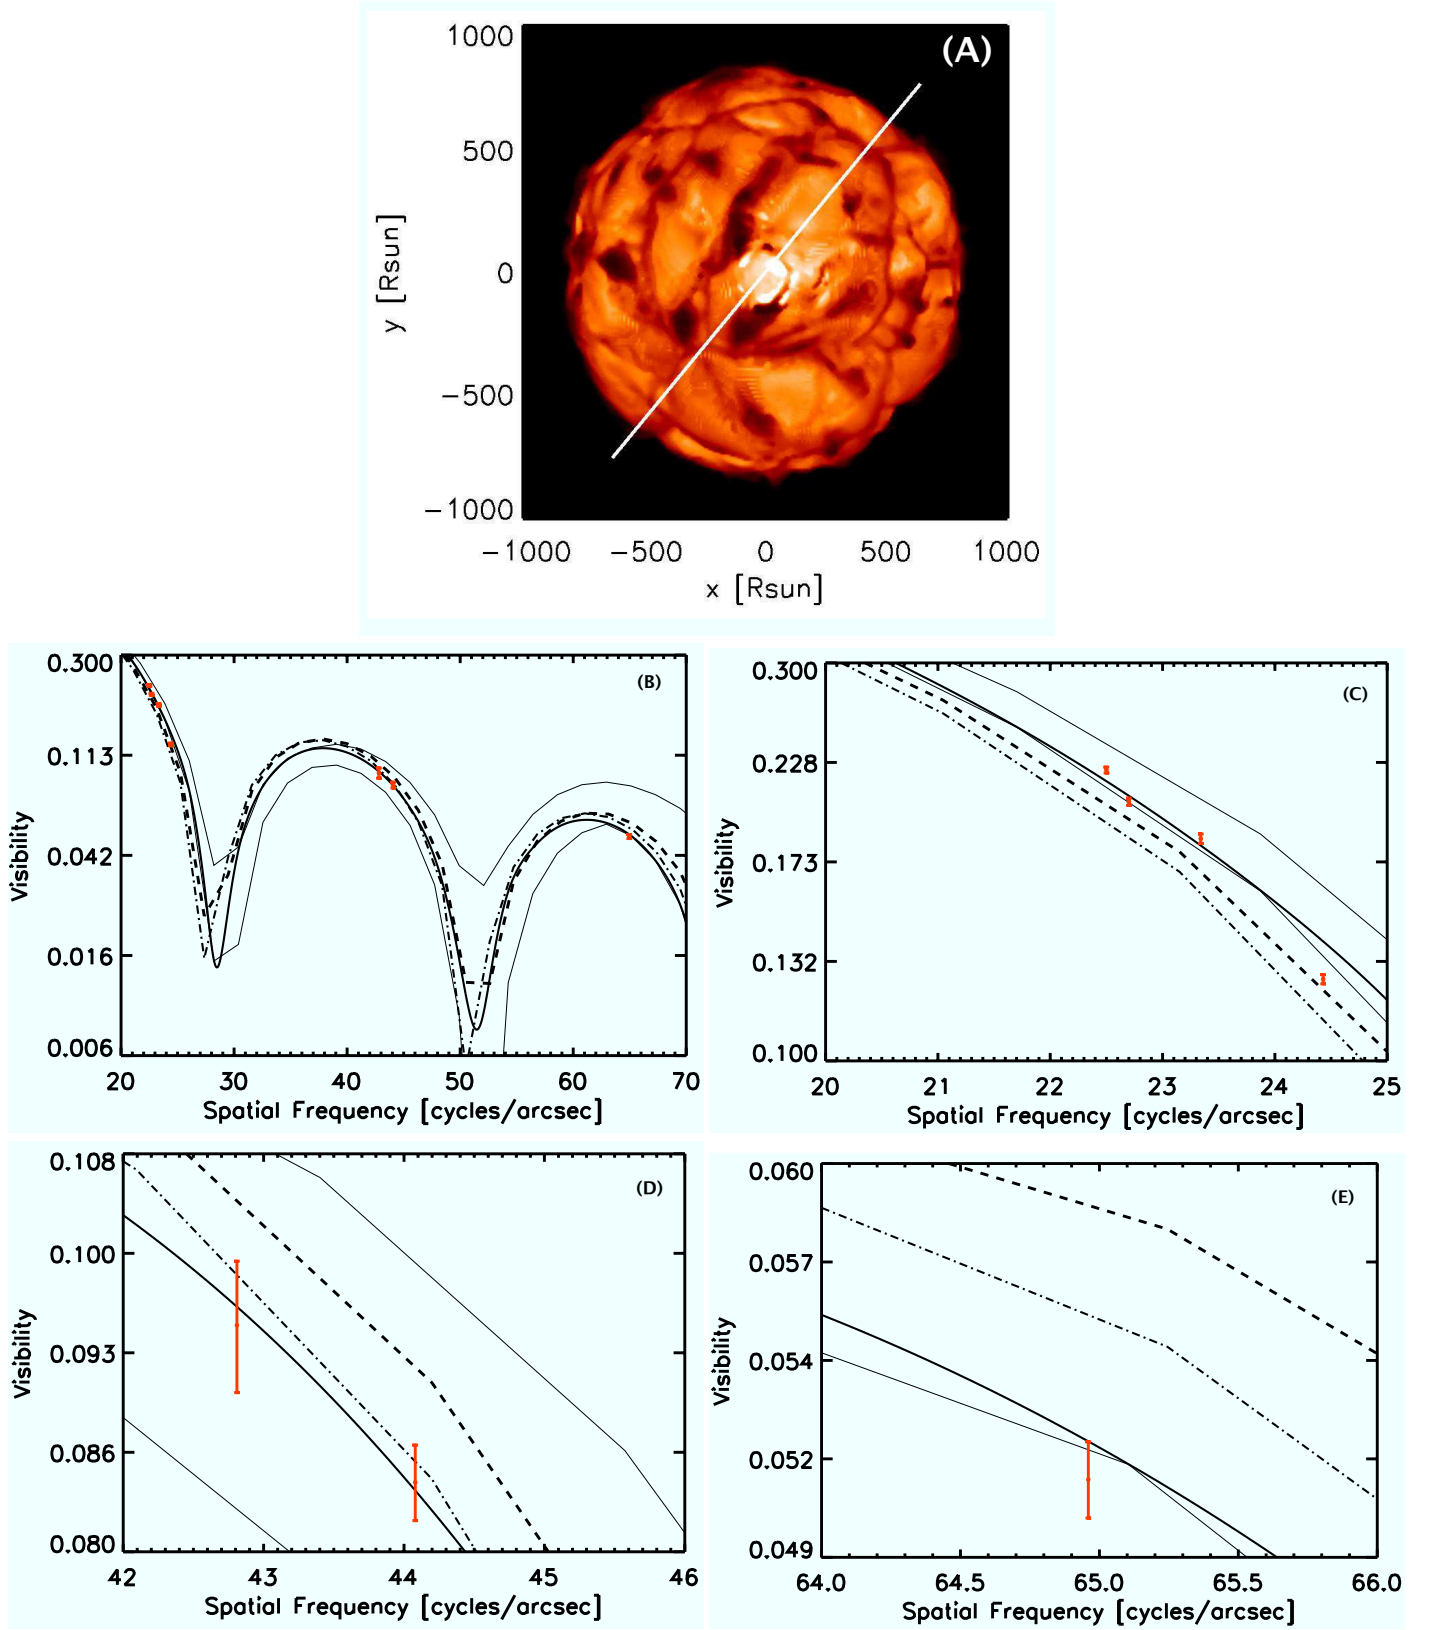 (A)
1000
500
0
−500
−1000
y [Rsun]
−1000 −500 0 500 1000
x [Rsun]
(B)
0.300
0.113
0.042
0.016
0.006
Visibility
20 30 40 50 60 70
Spatial Frequency [cycles/arcsec]
(C)
0.300
0.228
0.173
0.132
0.100
Visibility
20 21 22 23 24 25
Spatial Frequency [cycles/arcsec]
(D)
0.108
0.100
0.093
0.086
0.080
Visibility
42 43 44 45 46
Spatial Frequency [cycles/arcsec]
(E)
0.060
0.057
0.054
0.052
0.049
Visibility
64.0 64.5 65.0 65.5 66.0
Spatial Frequency [cycles/arcsec]